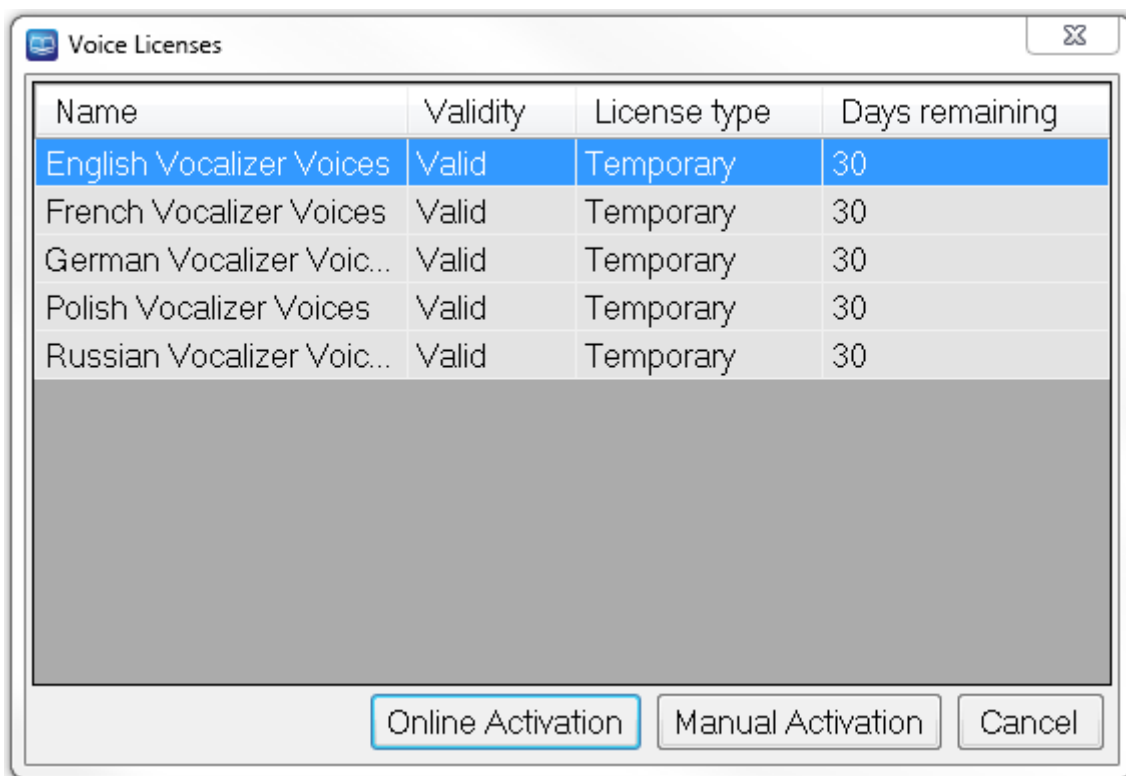 Voice Licenses
Name Validity License type Days remaining
English Vocalizer Voices Valid Temporary 30
French Vocalizer Voices Valid Temporary 30
German Vocalizer Voic... Valid Temporary 30
Polish Vocalizer Voices Valid Temporary 30
Russian Vocalizer Voic... Valid Temporary 30
Online Activation Manual Activation Cancel